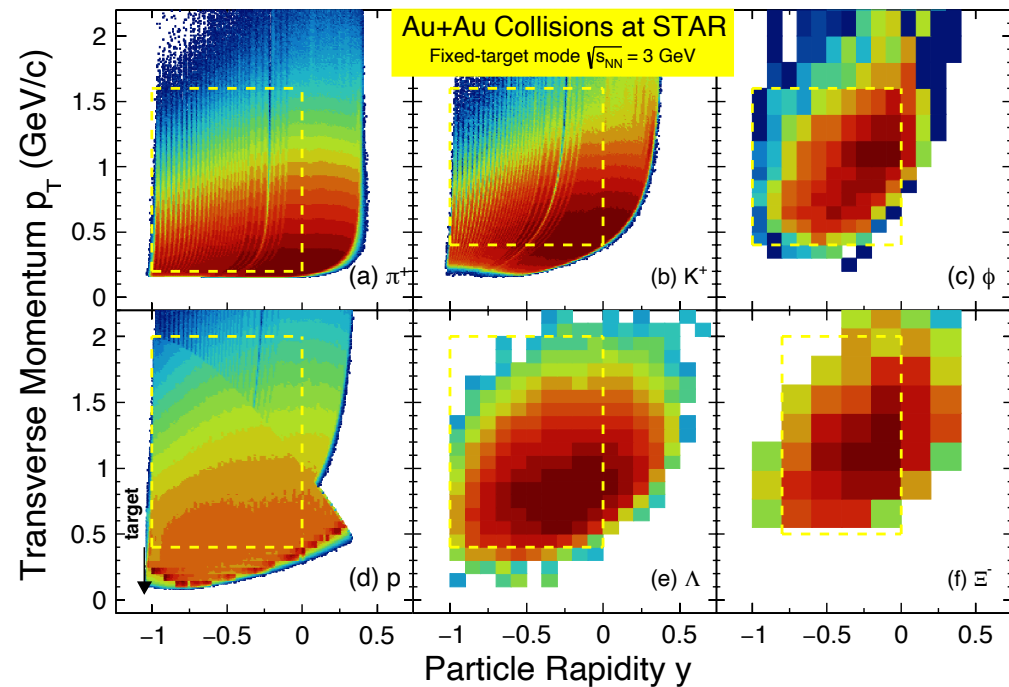 Au+Au Collisions at STAR
Fixed-target mode √s_NN = 3 GeV
Transverse Momentum p_T (GeV/c)
2
1.5
1
0.5
0
(a) π⁺
(b) K⁺
(c) ϕ
2
1.5
1
0.5
0
target
(d) p
(e) Λ
(f) Ξ⁻
−1 −0.5 0 0.5
−1 −0.5 0 0.5
−1 −0.5 0 0.5
Particle Rapidity y